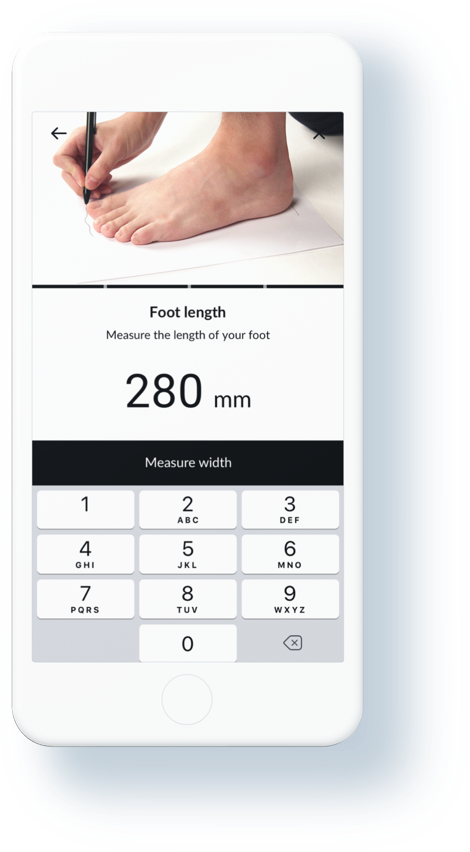 Foot length
Measure the length of your foot
280 mm
Measure width
1 2 3
ABC DEF
4 5 6
GHI JKL MNO
7 8 9
PQRS TUV WXYZ
0